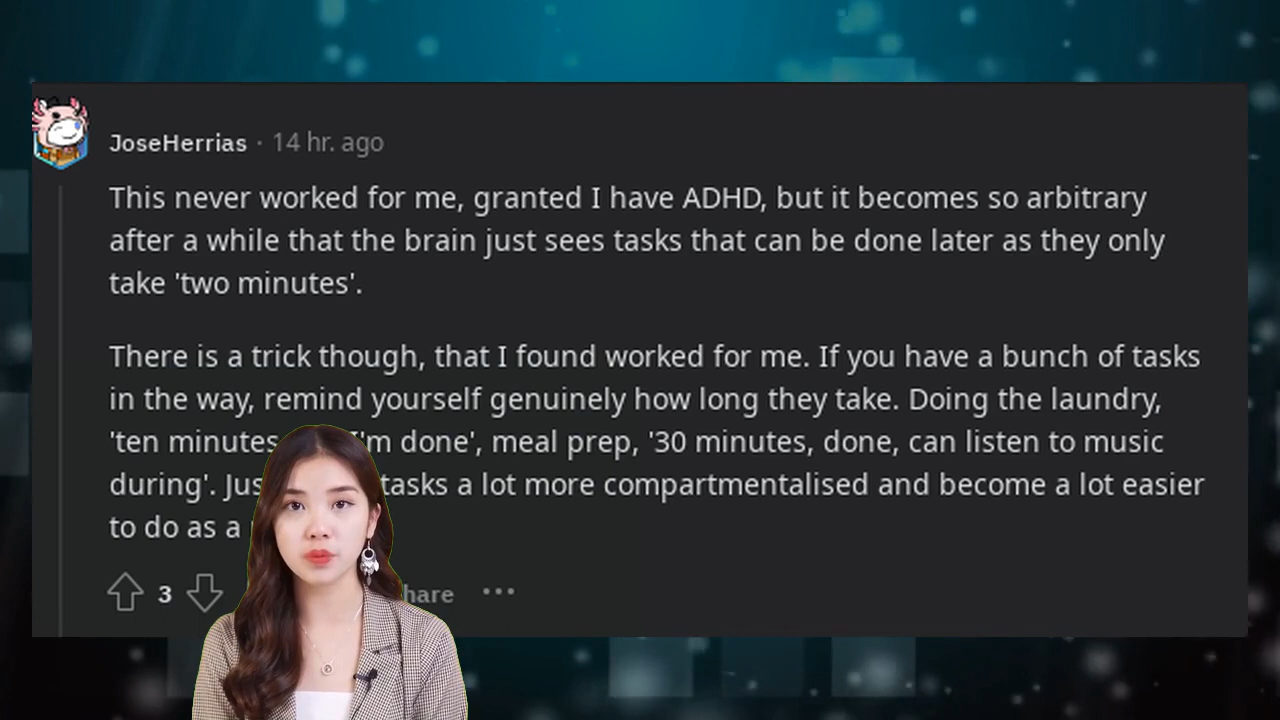 JoseHerrias · 14 hr. ago
This never worked for me, granted I have ADHD, but it becomes so arbitrary
after a while that the brain just sees tasks that can be done later as they only
take 'two minutes'.
There is a trick though, that I found worked for me. If you have a bunch of tasks
in the way, remind yourself genuinely how long they take. Doing the laundry,
'ten minutes I'm done', meal prep, '30 minutes, done, can listen to music
during'. tasks a lot more compartmentalised and become a lot easier
to do as a
3